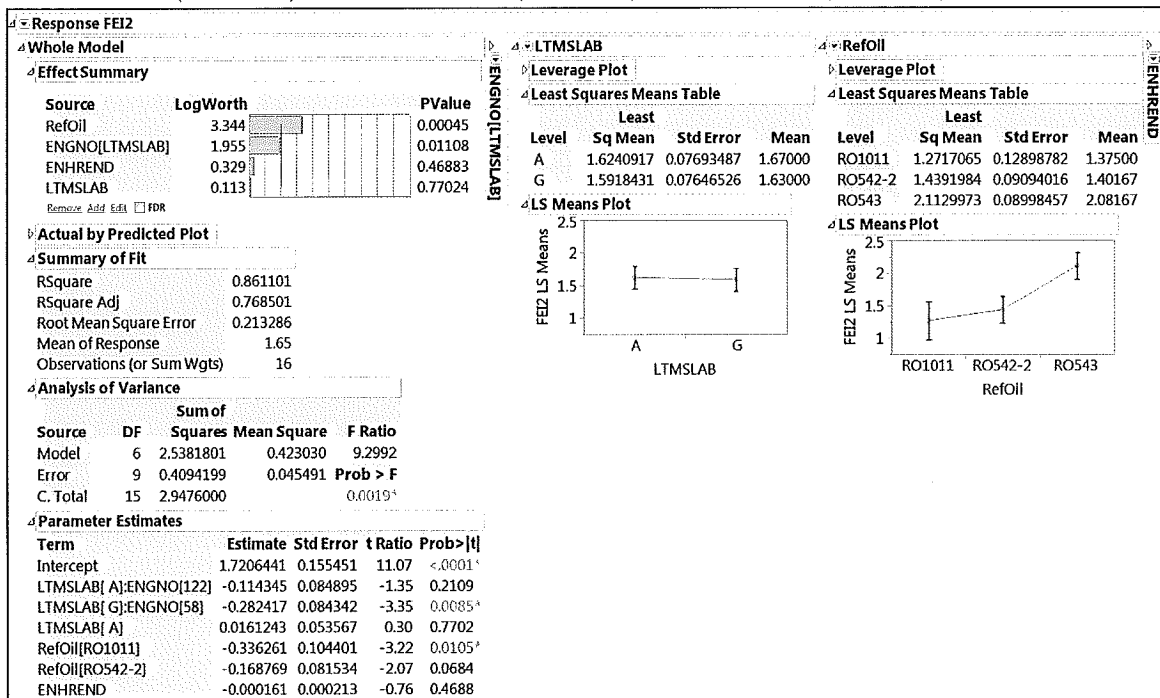 Response FEI2
Whole Model
Effect Summary
Source LogWorth PValue
RefOil 3.344 0.00045
ENGNO[LTMSLAB] 1.955 0.01108
ENHREND 0.329 0.46883
LTMSLAB 0.113 0.77024
Remove Add Edit FDR
Actual by Predicted Plot
Summary of Fit
RSquare 0.861101
RSquare Adj 0.768501
Root Mean Square Error 0.213286
Mean of Response 1.65
Observations (or Sum Wgts) 16
Analysis of Variance
Sum of
Source DF Squares Mean Square F Ratio
Model 6 2.5381801 0.423030 9.2992
Error 9 0.4094199 0.045491 Prob > F
C. Total 15 2.9476000 0.0019*
Parameter Estimates
Term Estimate Std Error t Ratio Prob>|t|
Intercept 1.7206441 0.155451 11.07 <.0001*
LTMSLAB[ A]:ENGNO[122] -0.114345 0.084895 -1.35 0.2109
LTMSLAB[ G]:ENGNO[58] -0.282417 0.084342 -3.35 0.0085*
LTMSLAB[ A] 0.0161243 0.053567 0.30 0.7702
RefOil[RO1011] -0.336261 0.104401 -3.22 0.0105*
RefOil[RO542-2] -0.168769 0.081534 -2.07 0.0684
ENHREND -0.000161 0.000213 -0.76 0.4688
ENGNO[LTMSLAB]
LTMSLAB
Leverage Plot
Least Squares Means Table
Least
Level Sq Mean Std Error Mean
A 1.6240917 0.07693487 1.67000
G 1.5918431 0.07646526 1.63000
LS Means Plot
2.5
2
1.5
1
FEI2 LS Means
A G
LTMSLAB
RefOil
Leverage Plot
Least Squares Means Table
Least
Level Sq Mean Std Error Mean
RO1011 1.2717065 0.12898782 1.37500
RO542-2 1.4391984 0.09094016 1.40167
RO543 2.1129973 0.08998457 2.08167
LS Means Plot
2.5
2
1.5
1
FEI2 LS Means
RO1011 RO542-2 RO543
RefOil
ENHREND